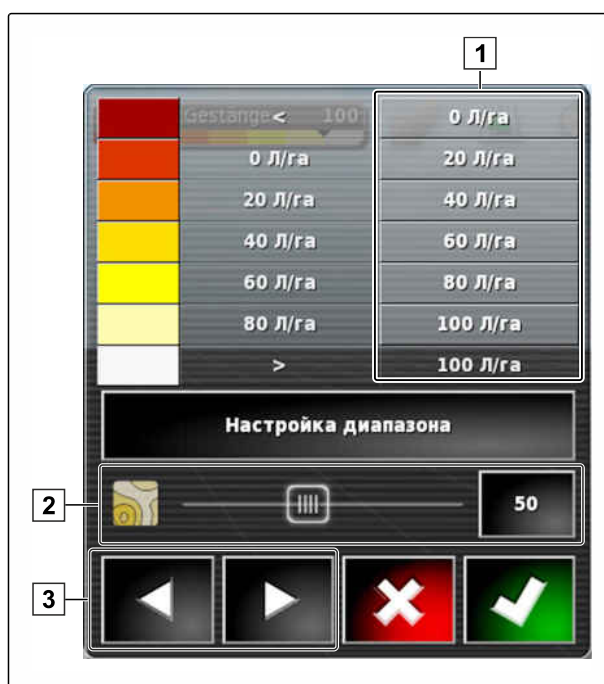 1
Gestänge < 100 0 Л/га
0 Л/га 20 Л/га
20 Л/га 40 Л/га
40 Л/га 60 Л/га
60 Л/га 80 Л/га
80 Л/га 100 Л/га
> 100 Л/га
Настройка диапазона
2 50
3